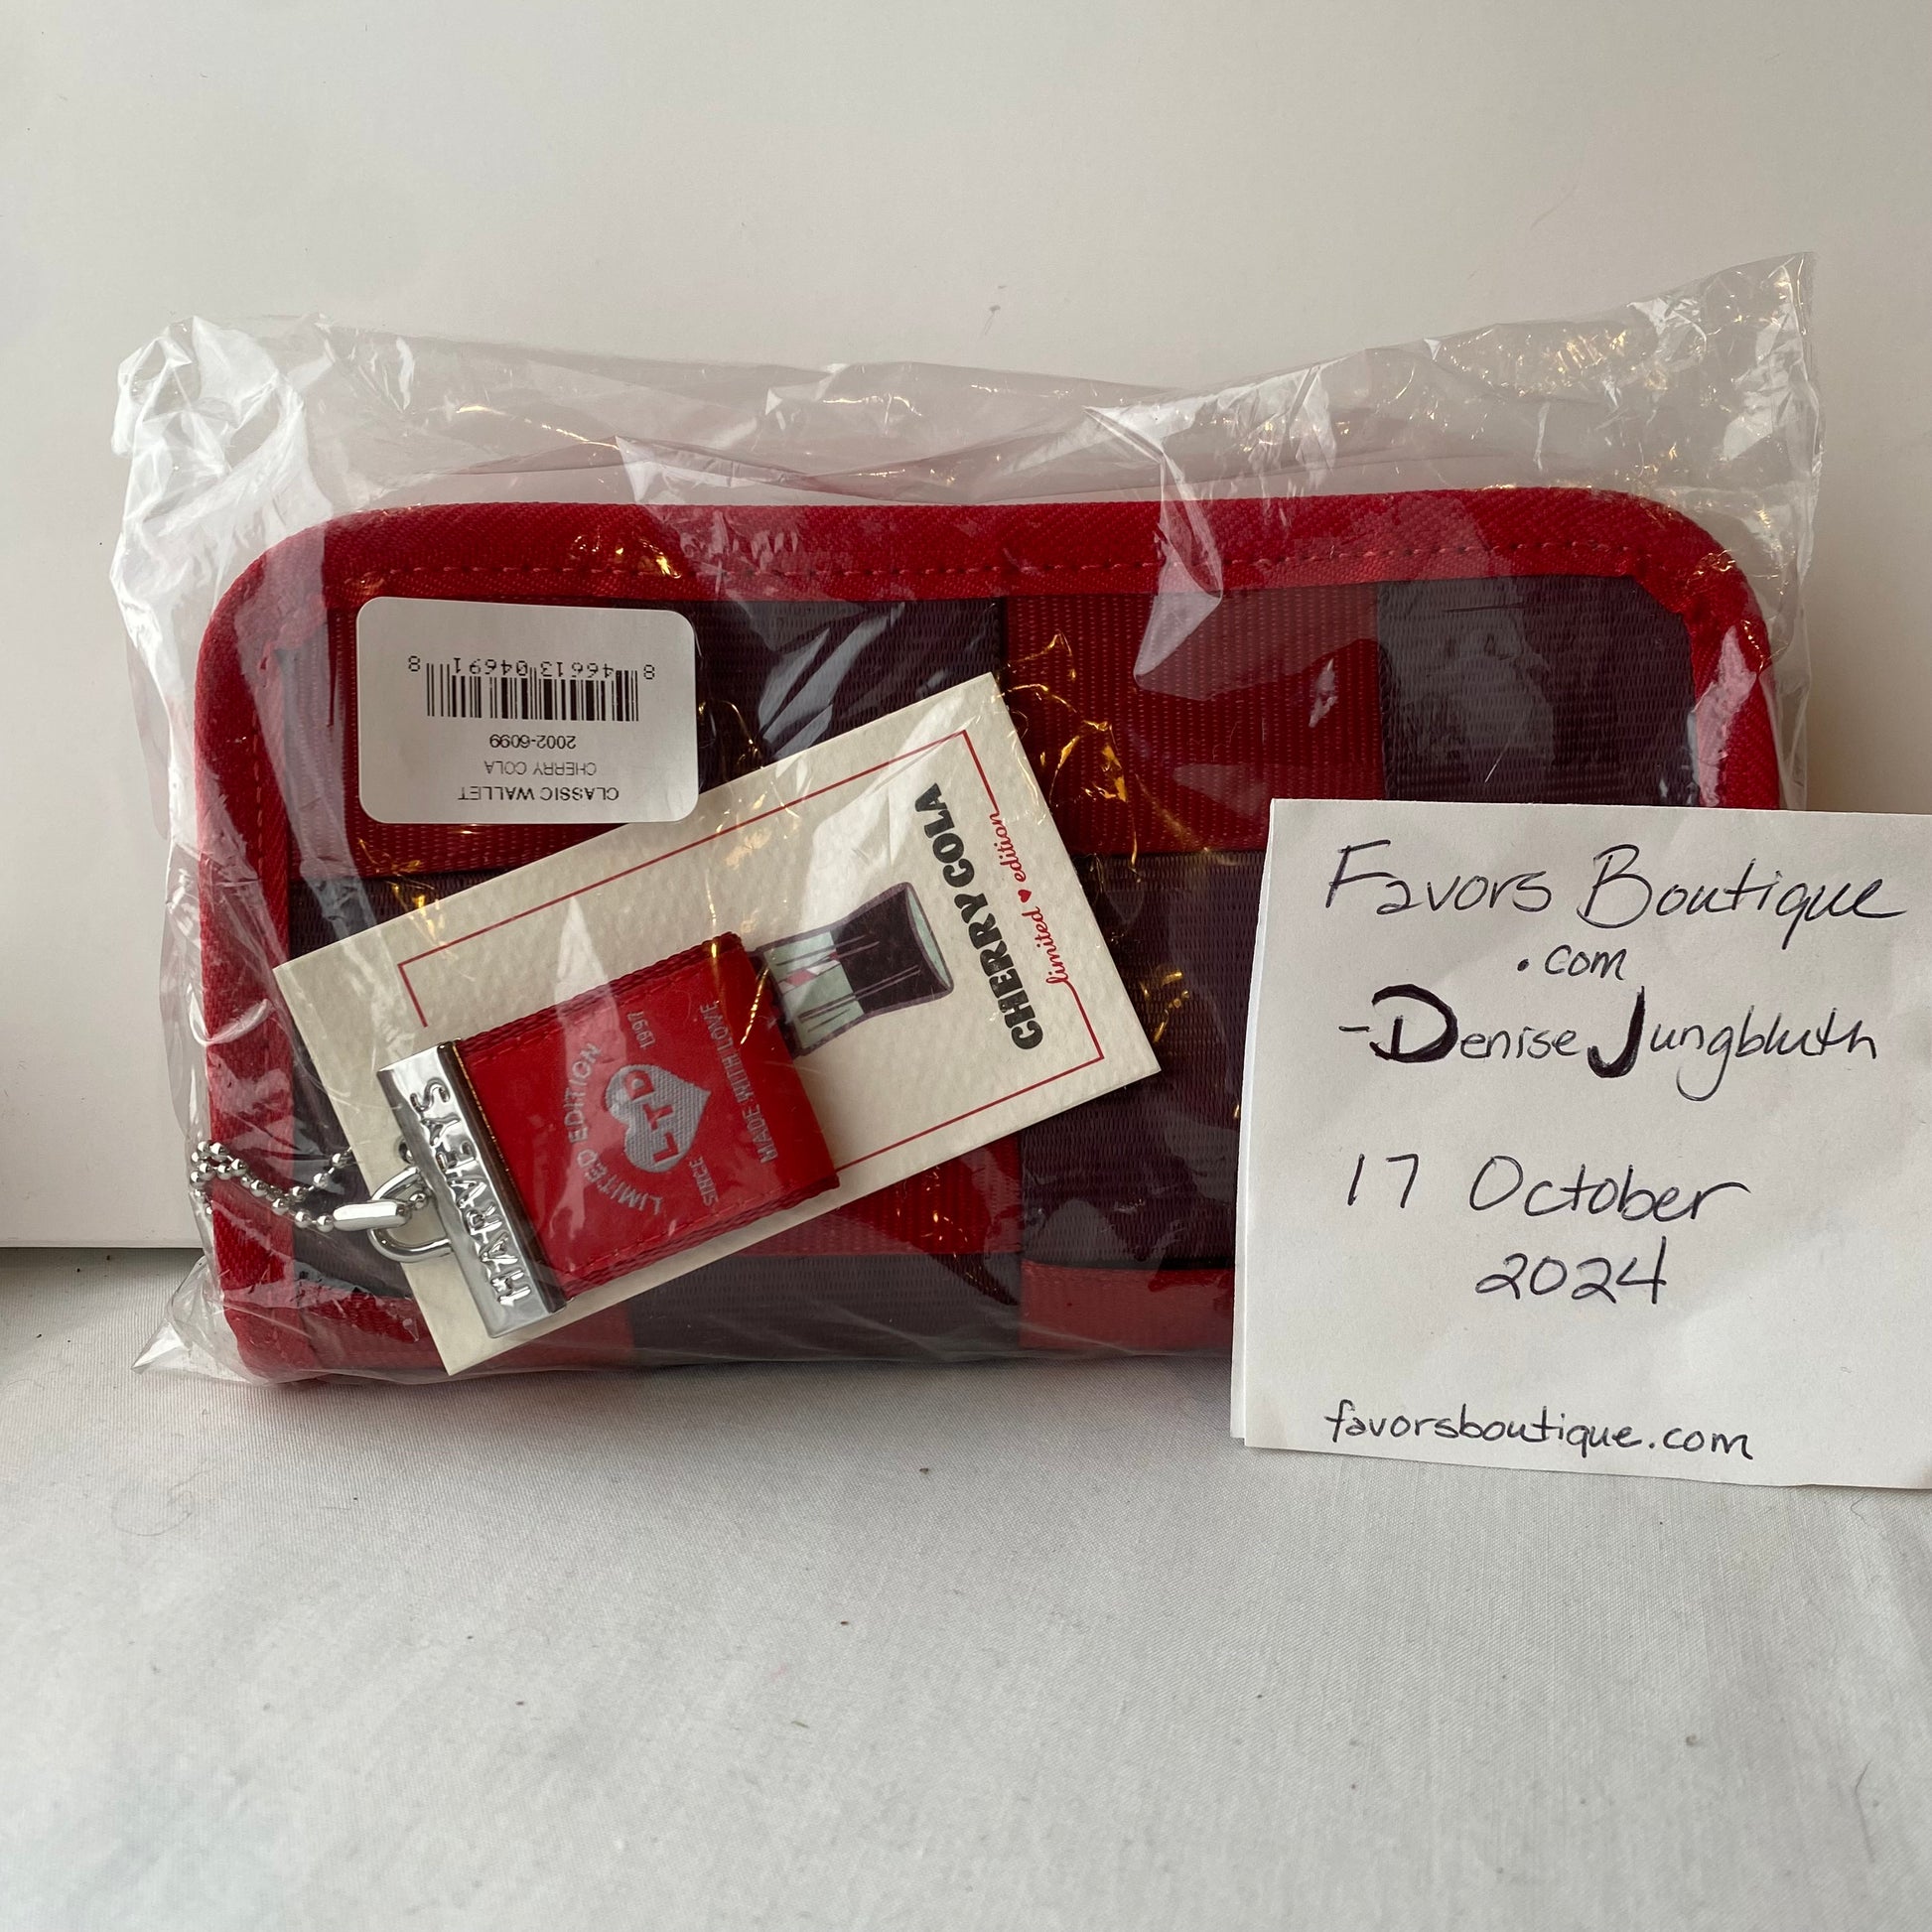 CLASSIC WALLET
CHERRY COLA
2002-6099
8 46613 04691 8
CHERRY COLA
limited ♥ edition
HARVEYS
LIMITED EDITION
LTD
SINCE 1997
MADE WITH LOVE
Favors Boutique
.com
-Denise Jungbluth
17 October
2024
favorsboutique.com